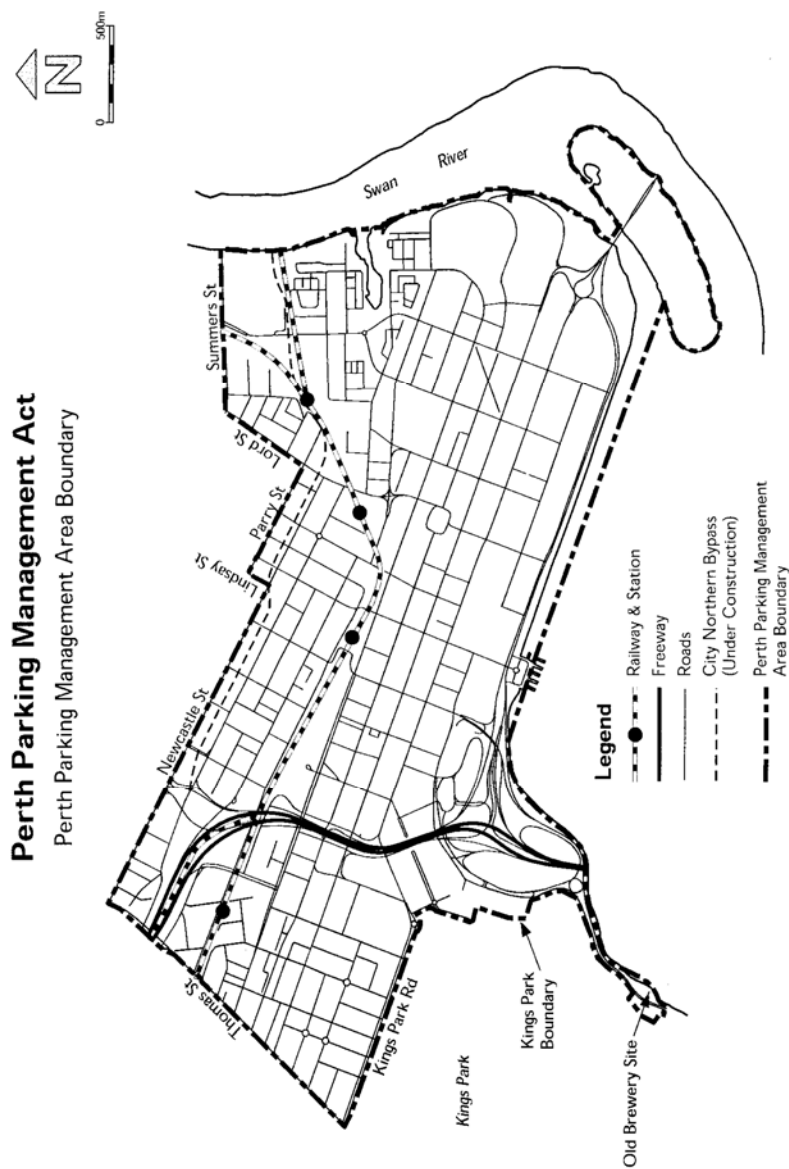 Perth Parking Management Act
Perth Parking Management Area Boundary
N
0 500m
Summers St
Lord St
Parry St
Lindsay St
Newcastle St
Thomas St
Kings Park Rd
Kings Park
Kings Park
Boundary
Old Brewery Site
Swan River
Legend
Railway & Station
Freeway
Roads
City Northern Bypass
(Under Construction)
Perth Parking Management
Area Boundary